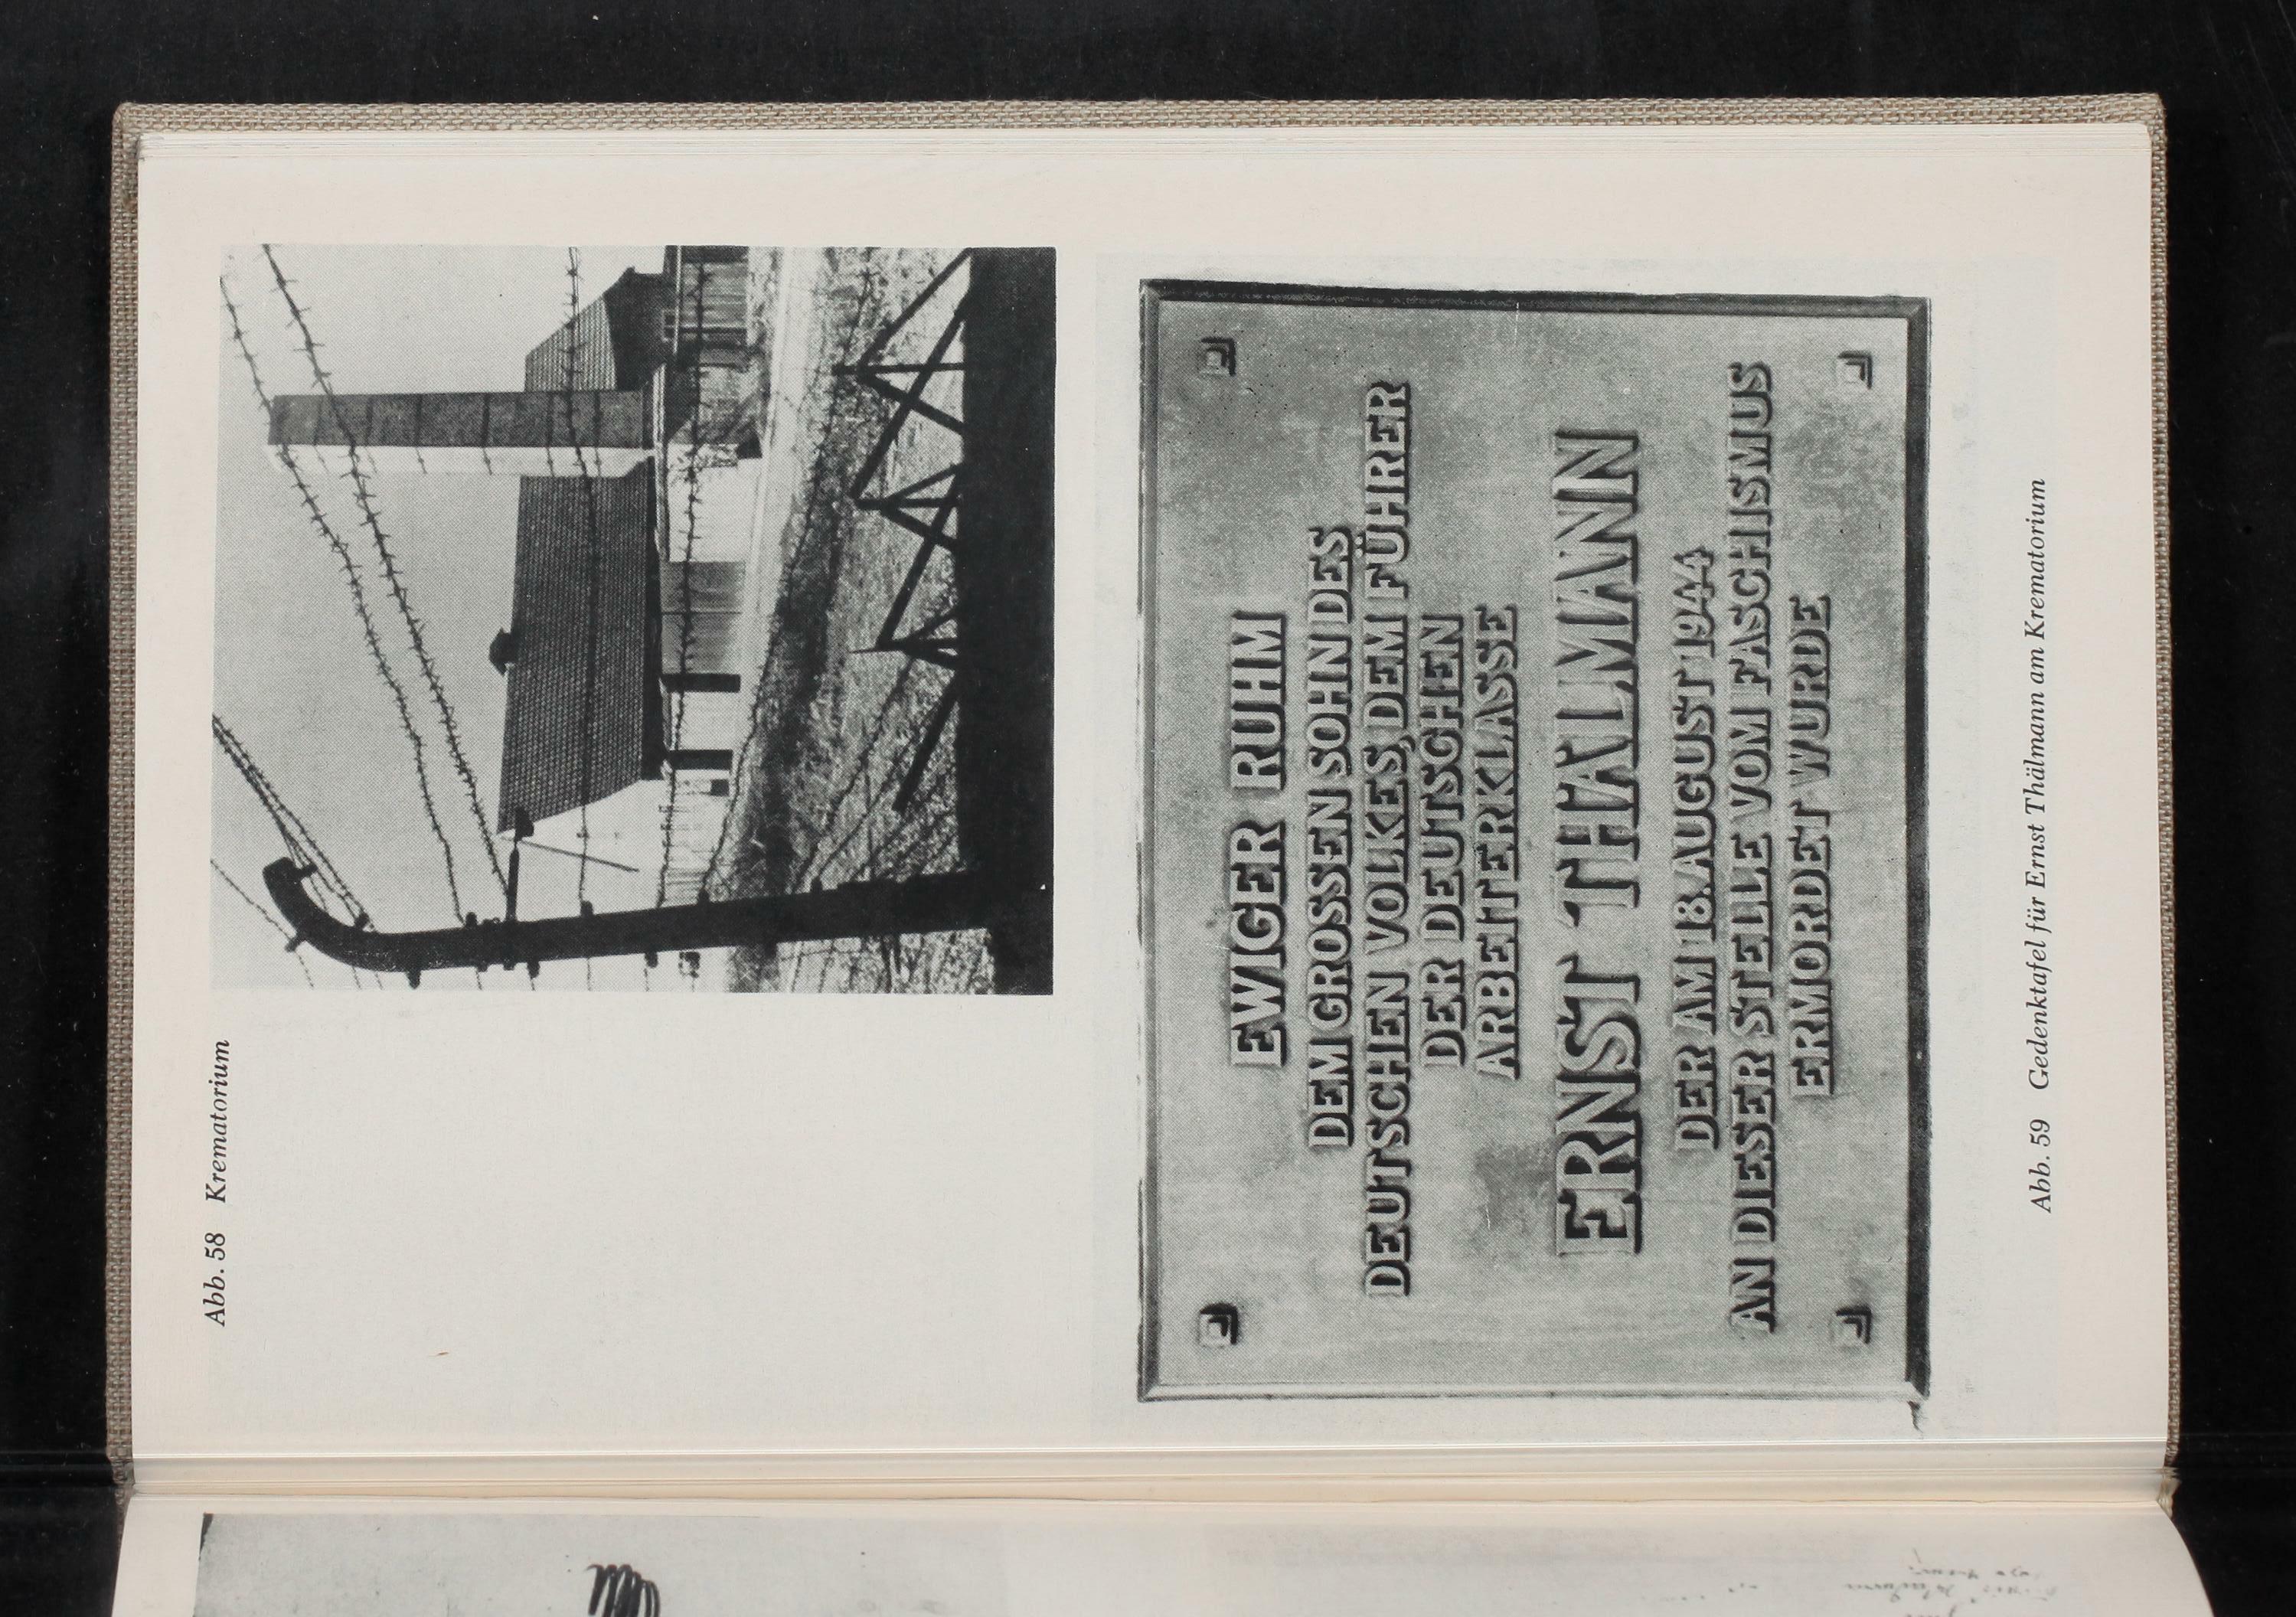 Abb. 58 Krematorium
EWIGER RUHM
DEM GROSSEN SOHN DES
DEUTSCHEN VOLKES, DEM FÜHRER
DER DEUTSCHEN
ARBEITERKLASSE
ERNST THÄLMANN
DER AM 18. AUGUST 1944
AN DIESER STELLE VOM FASCHISMUS
ERMORDET WURDE
Abb. 59 Gedenktafel für Ernst Thälmann am Krematorium